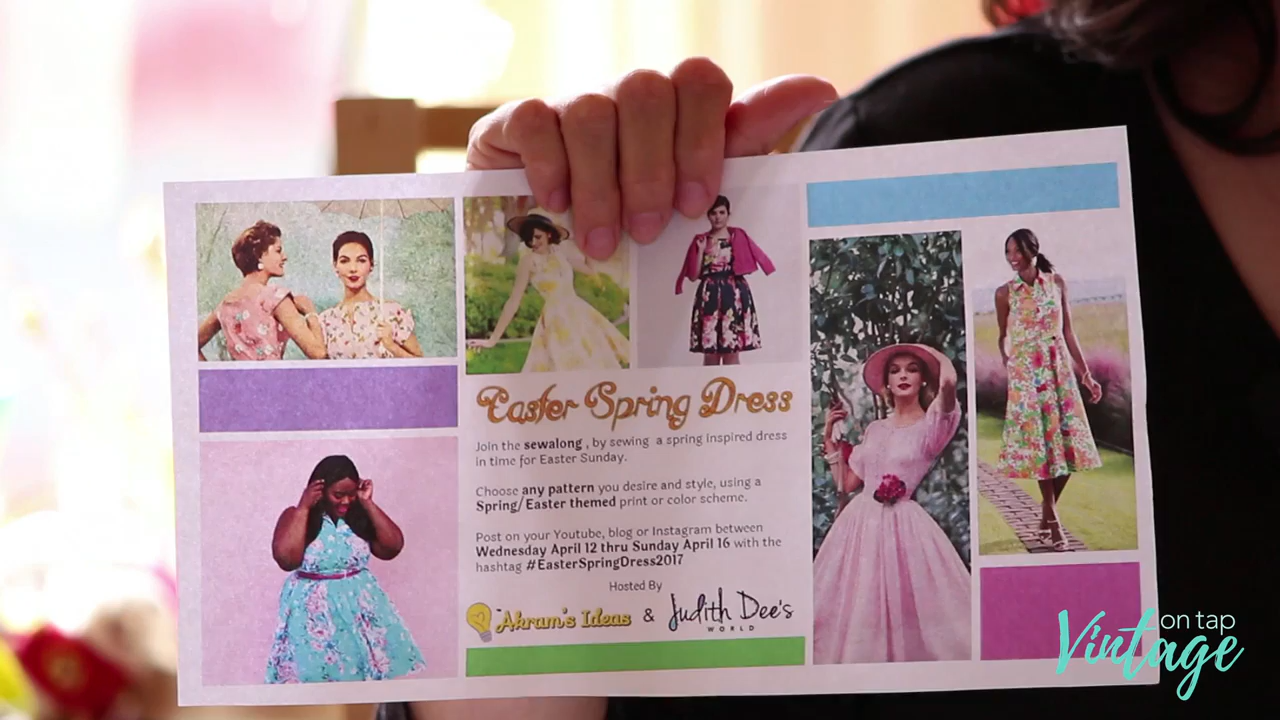 Easter Spring Dress
Join the sewalong , by sewing a spring inspired dress
in time for Easter Sunday.
Choose any pattern you desire and style, using a
Spring/Easter themed print or color scheme.
Post on your Youtube, blog or Instagram between
Wednesday April 12 thru Sunday April 16 with the
hashtag #EasterSpringDress2017
Hosted By
Akram's Ideas & Judith Dee's
WORLD
on tap
Vintage